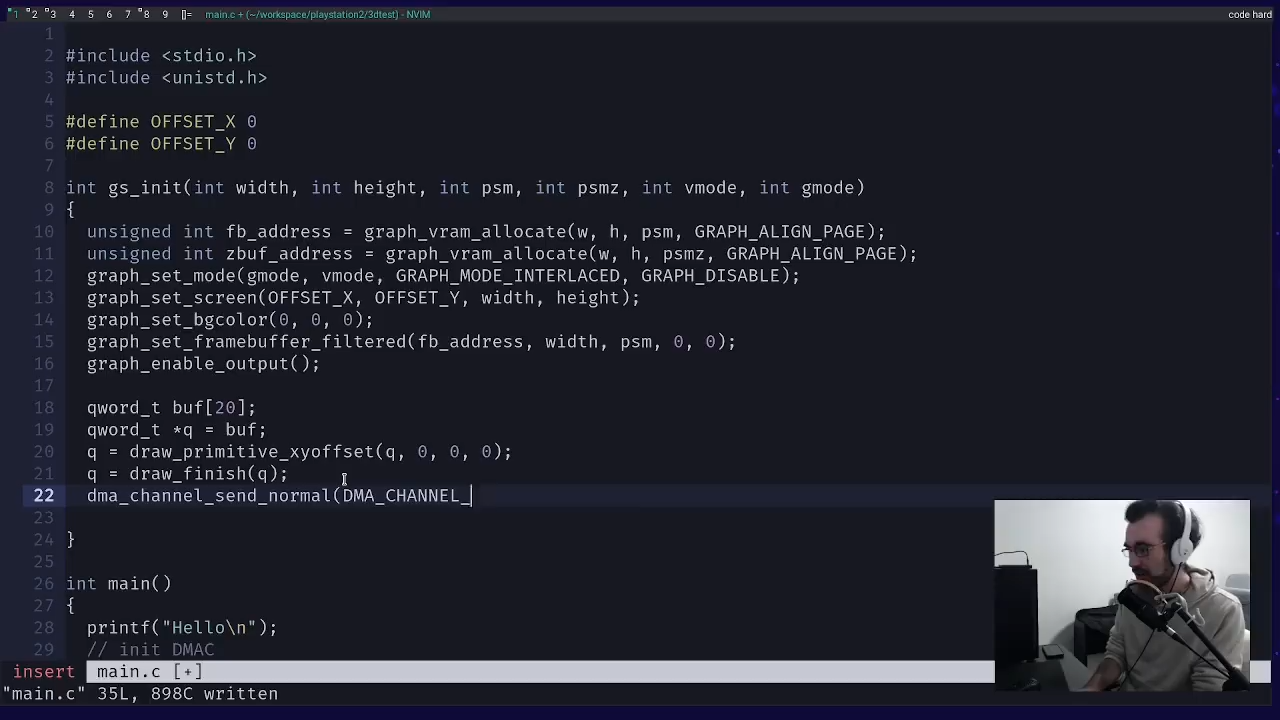 1 2 3 4 5 6 7 8 9 []= main.c + (~/workspace/playstation2/3dtest) - NVIM code hard
1
2 #include <stdio.h>
3 #include <unistd.h>
4
5 #define OFFSET_X 0
6 #define OFFSET_Y 0
7
8 int gs_init(int width, int height, int psm, int psmz, int vmode, int gmode)
9 {
10 unsigned int fb_address = graph_vram_allocate(w, h, psm, GRAPH_ALIGN_PAGE);
11 unsigned int zbuf_address = graph_vram_allocate(w, h, psmz, GRAPH_ALIGN_PAGE);
12 graph_set_mode(gmode, vmode, GRAPH_MODE_INTERLACED, GRAPH_DISABLE);
13 graph_set_screen(OFFSET_X, OFFSET_Y, width, height);
14 graph_set_bgcolor(0, 0, 0);
15 graph_set_framebuffer_filtered(fb_address, width, psm, 0, 0);
16 graph_enable_output();
17
18 qword_t buf[20];
19 qword_t *q = buf;
20 q = draw_primitive_xyoffset(q, 0, 0, 0);
21 q = draw_finish(q);
22 dma_channel_send_normal(DMA_CHANNEL_
23
24 }
25
26 int main()
27 {
28 printf("Hello\n");
29 // init DMAC
insert main.c [+]
"main.c" 35L, 898C written